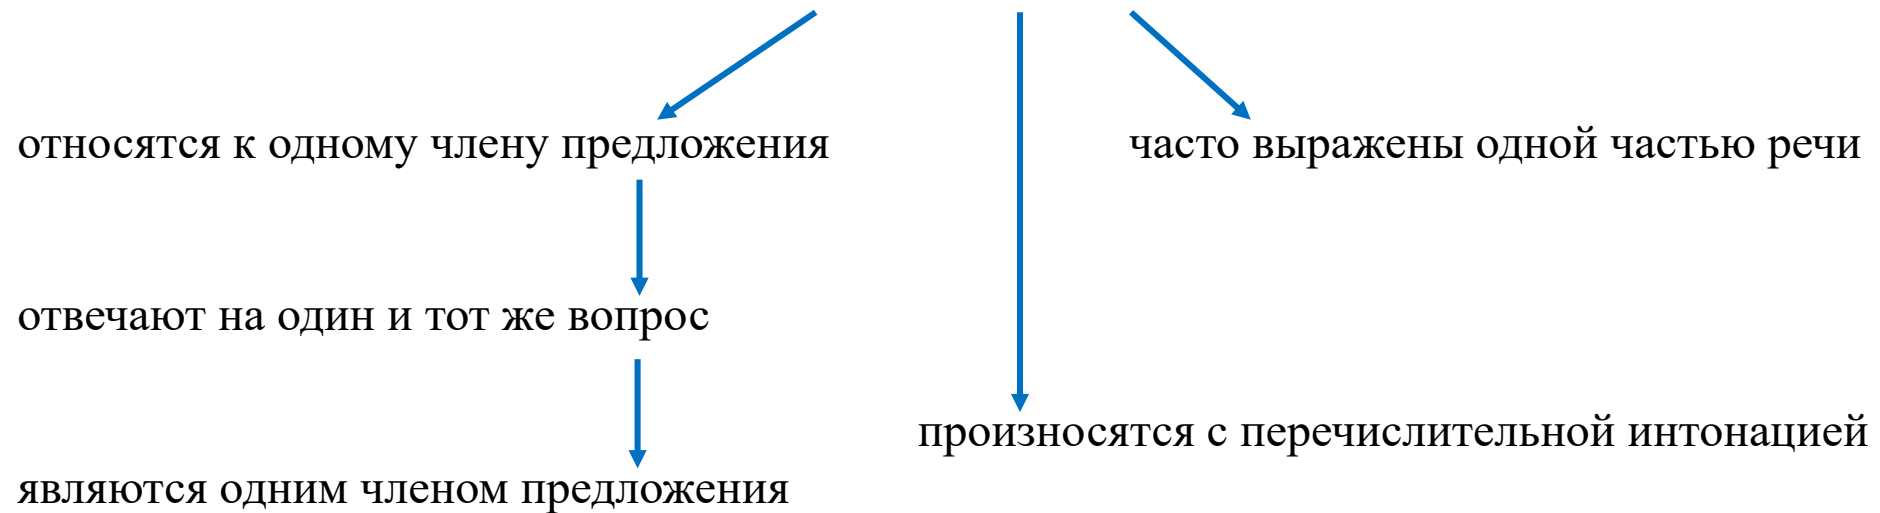 относятся к одному члену предложения
часто выражены одной частью речи
отвечают на один и тот же вопрос
произносятся с перечислительной интонацией
являются одним членом предложения